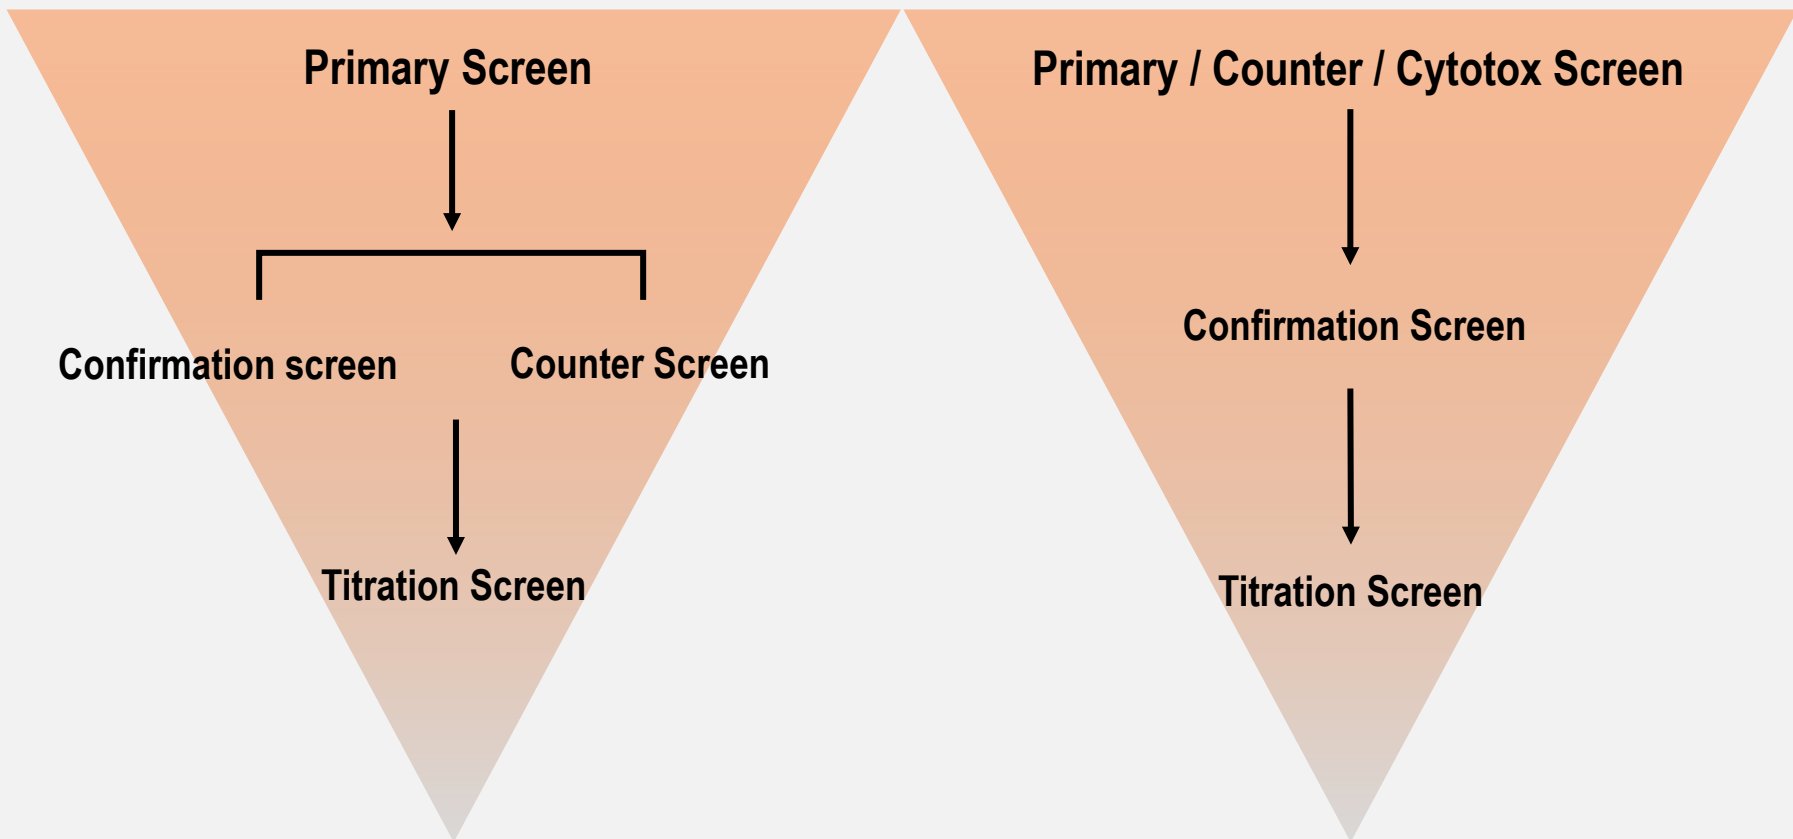 Primary Screen
Confirmation screen
Counter Screen
Titration Screen
Primary / Counter / Cytotox Screen
Confirmation Screen
Titration Screen